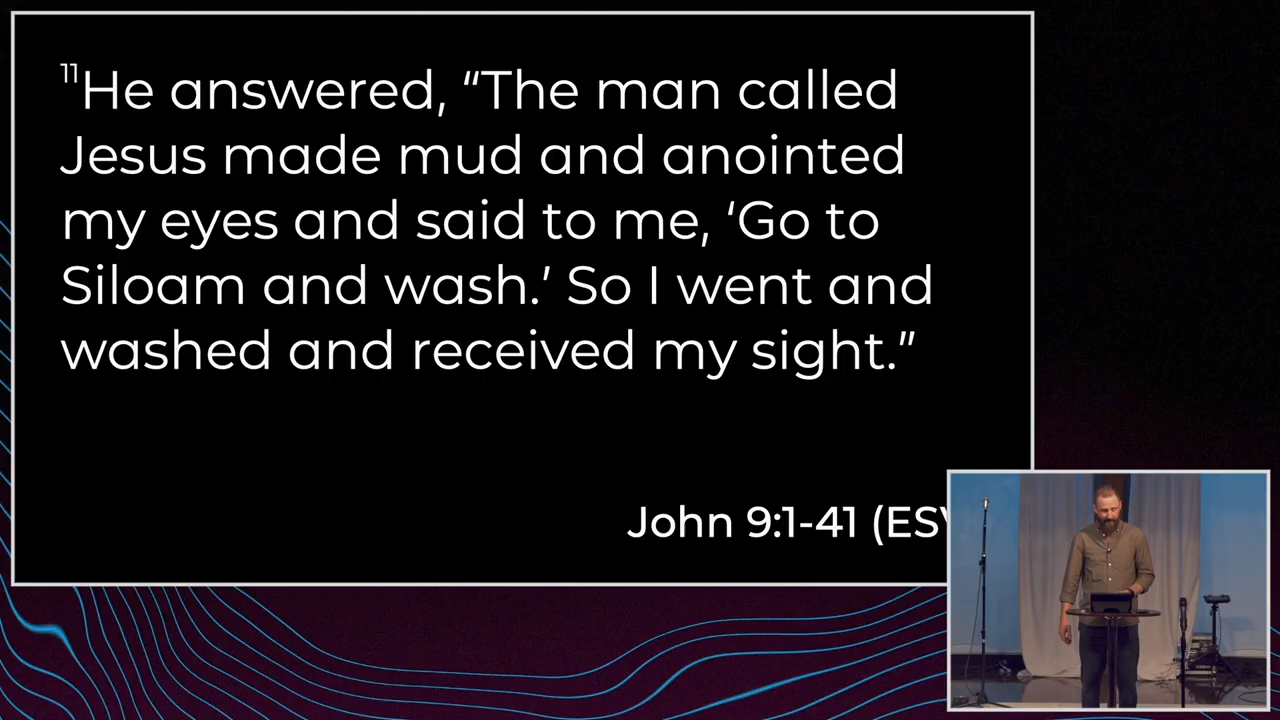 ¹¹He answered, “The man called
Jesus made mud and anointed
my eyes and said to me, ‘Go to
Siloam and wash.’ So I went and
washed and received my sight.”
John 9:1-41 (ES